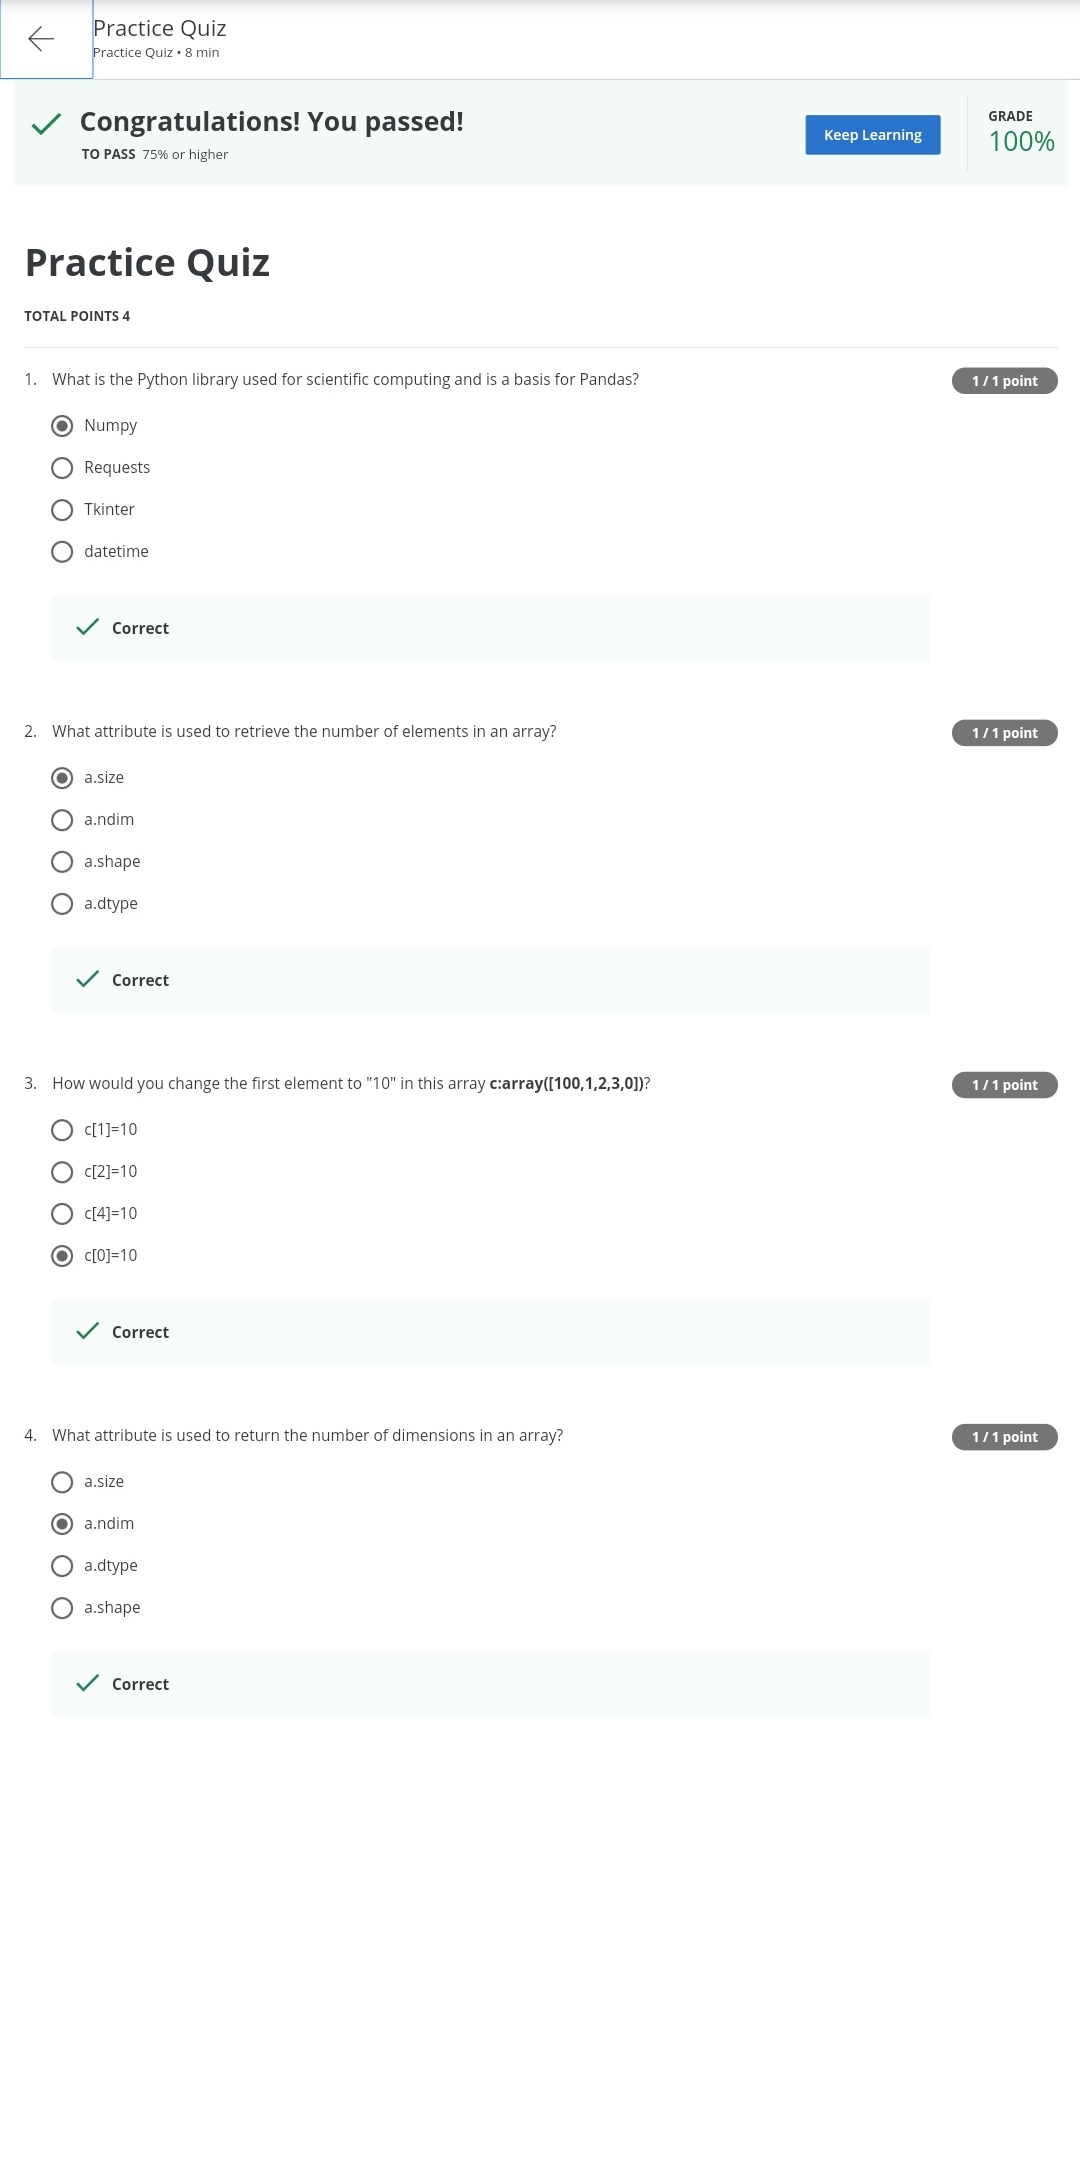 Practice Quiz
Practice Quiz • 8 min
Congratulations! You passed!
TO PASS 75% or higher
Keep Learning
GRADE
100%
Practice Quiz
TOTAL POINTS 4
1. What is the Python library used for scientific computing and is a basis for Pandas?
1 / 1 point
Numpy
Requests
Tkinter
datetime
Correct
2. What attribute is used to retrieve the number of elements in an array?
1 / 1 point
a.size
a.ndim
a.shape
a.dtype
Correct
3. How would you change the first element to "10" in this array c:array([100,1,2,3,0])?
1 / 1 point
c[1]=10
c[2]=10
c[4]=10
c[0]=10
Correct
4. What attribute is used to return the number of dimensions in an array?
1 / 1 point
a.size
a.ndim
a.dtype
a.shape
Correct